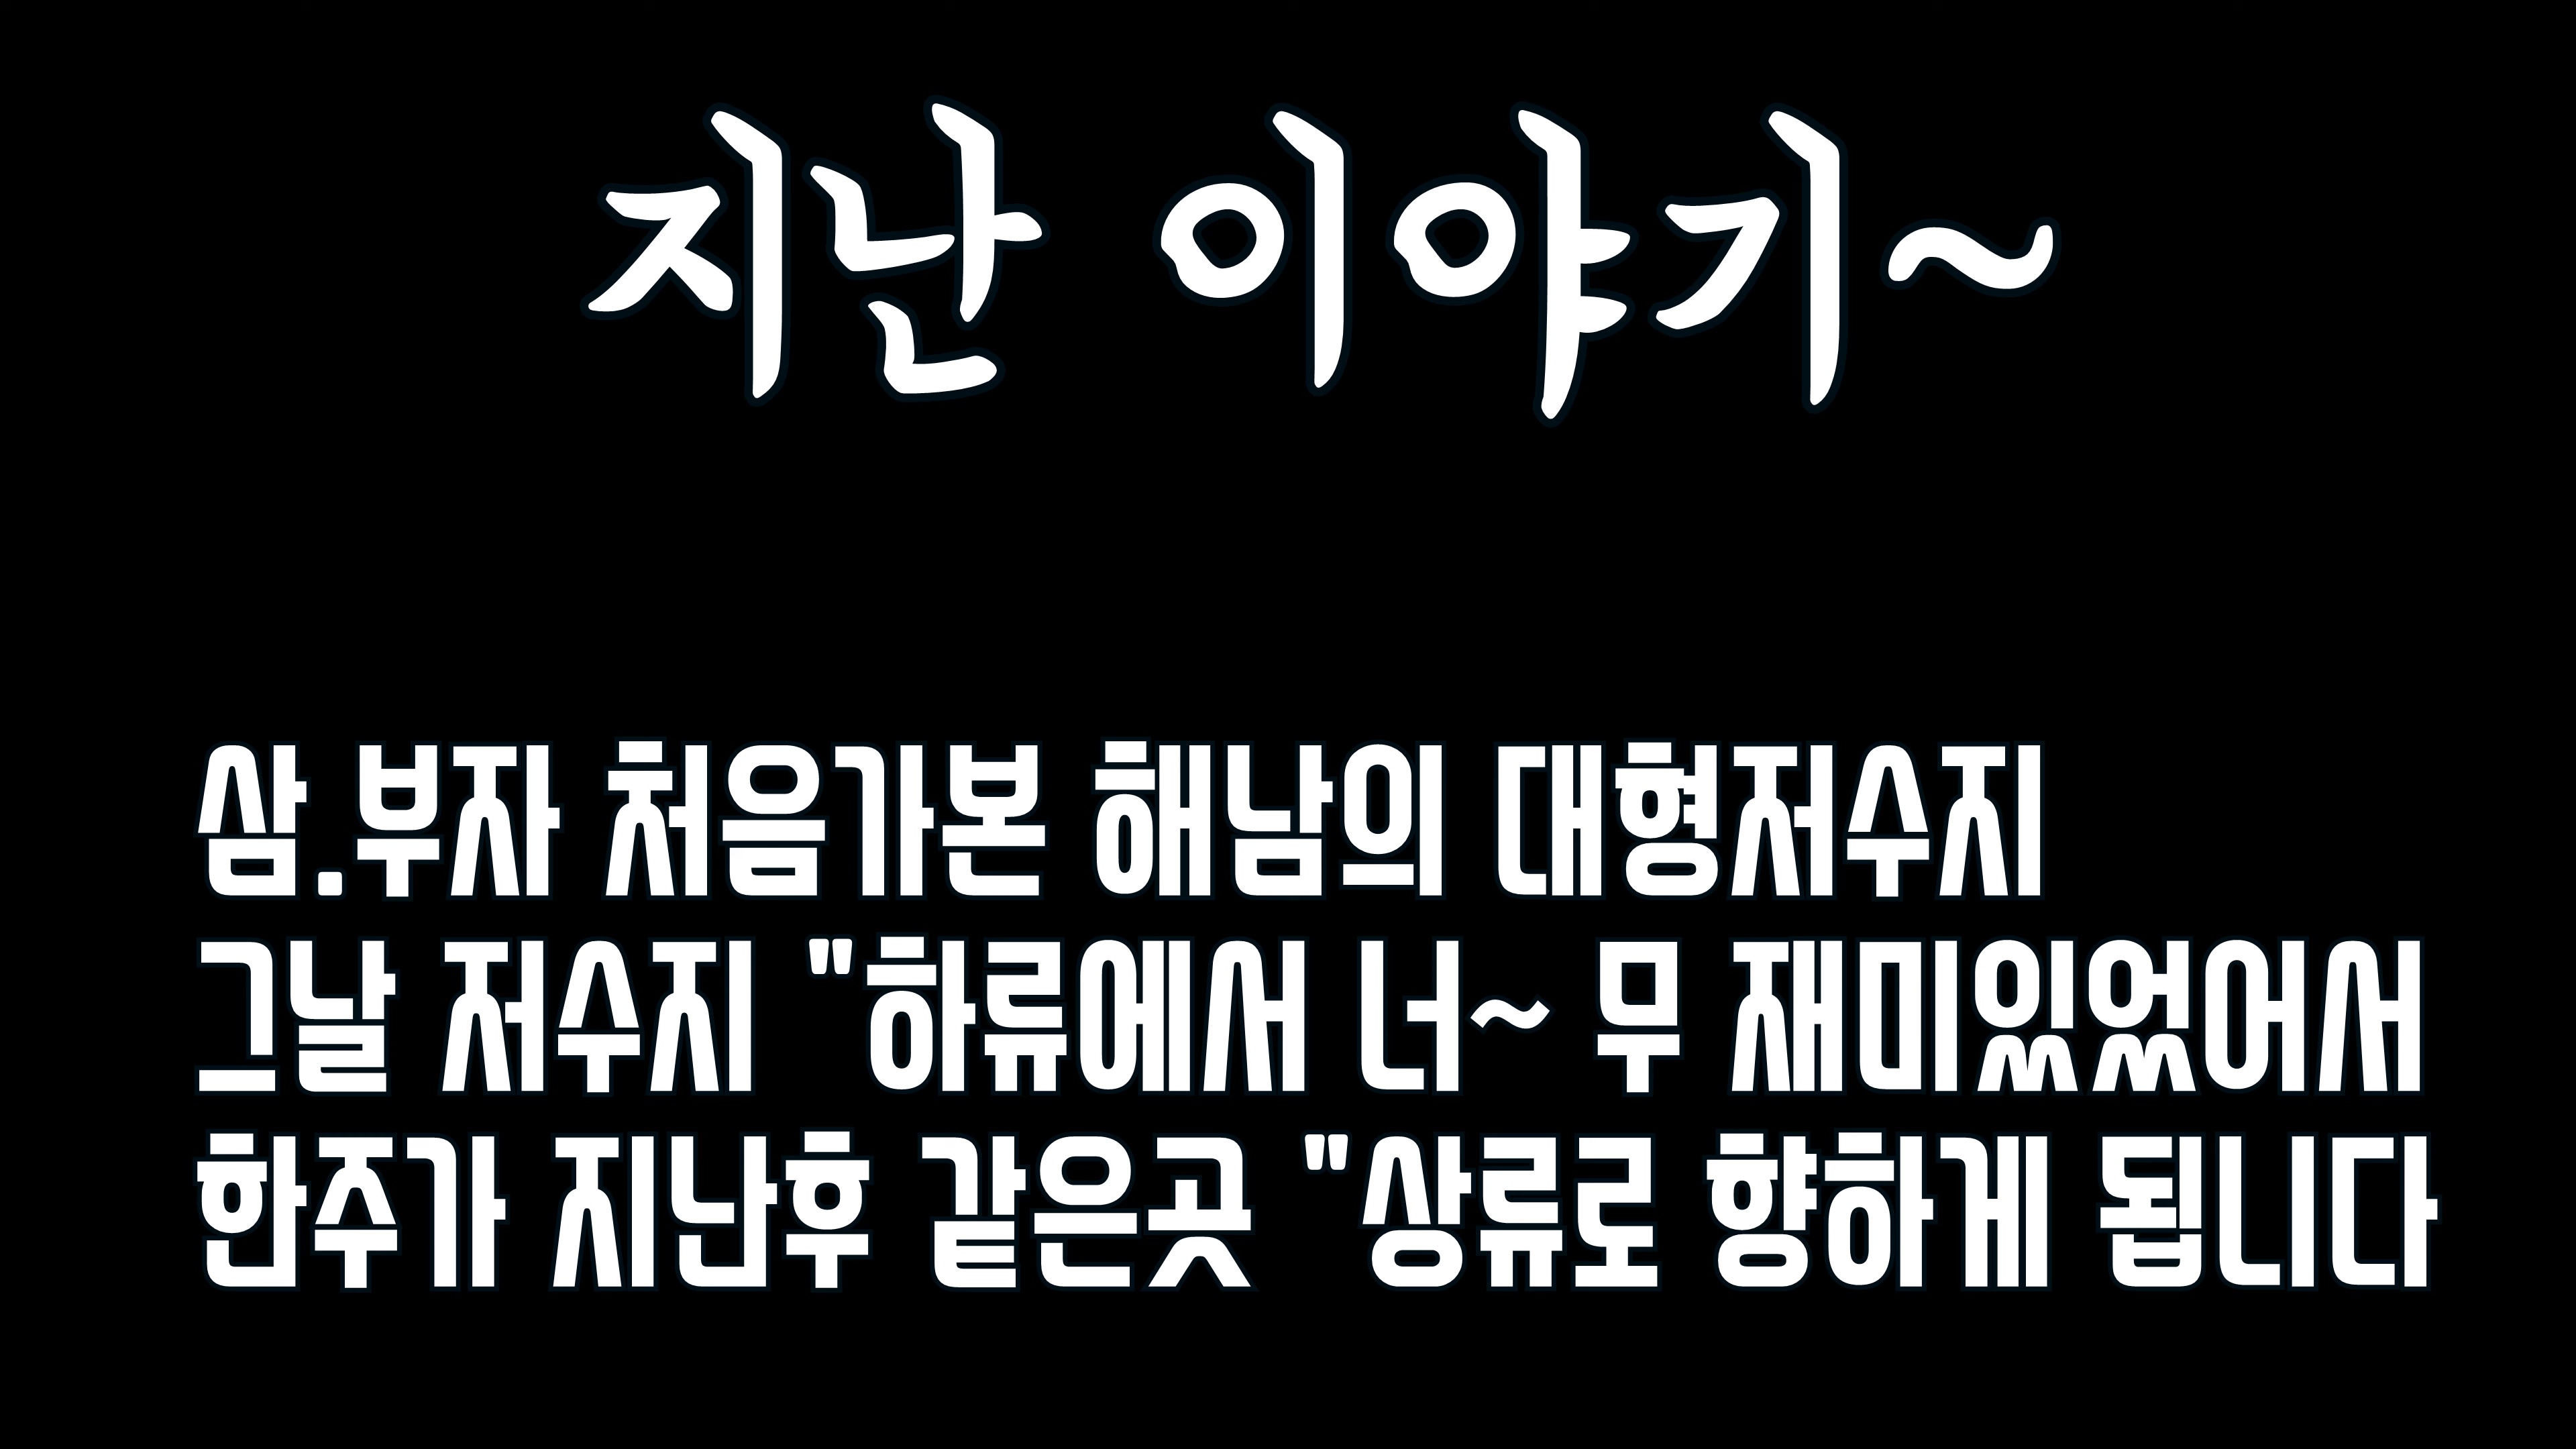 지난 이야기~
삼.부자 처음가본 해남의 대형저수지
그날 저수지 "하류에서 너~ 무 재미있었어서
한주가 지난후 같은곳 "상류로 향하게 됩니다